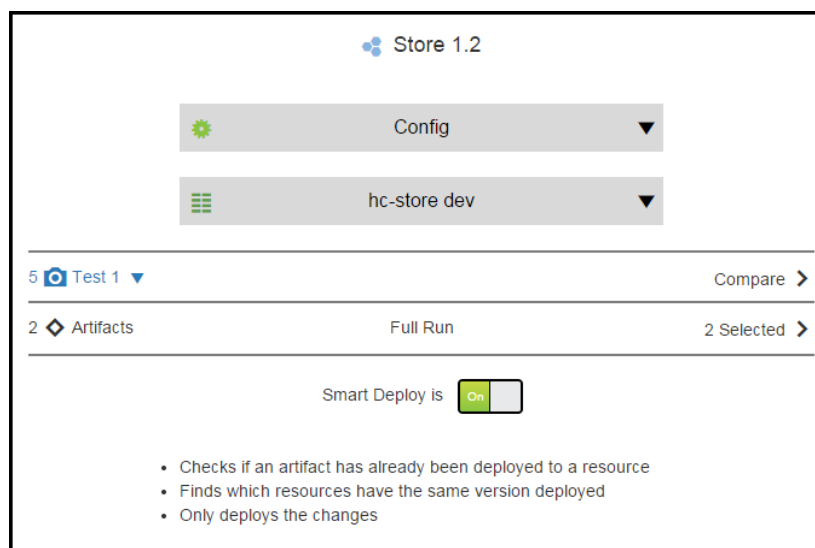 Store 1.2
Config
hc-store dev
5 Test 1 Compare
2 Artifacts Full Run 2 Selected
Smart Deploy is On
• Checks if an artifact has already been deployed to a resource
• Finds which resources have the same version deployed
• Only deploys the changes